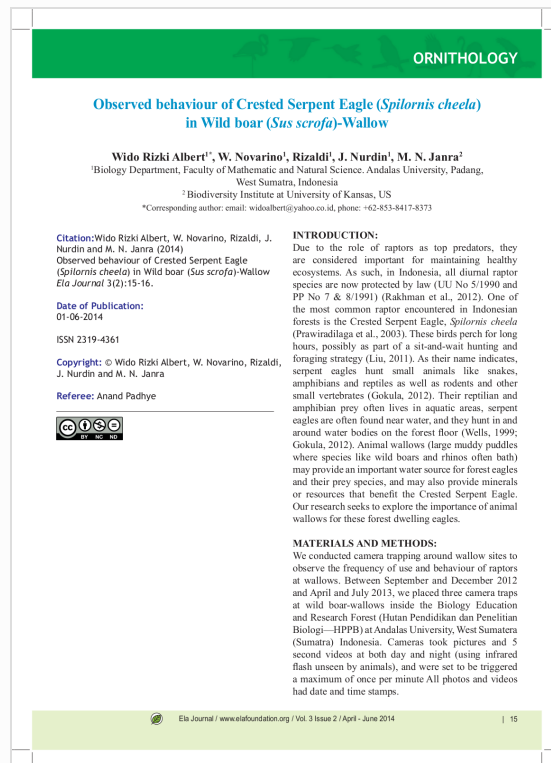 ORNITHOLOGY
Observed behaviour of Crested Serpent Eagle (Spilornis cheela)
in Wild boar (Sus scrofa)-Wallow
Wido Rizki Albert1*, W. Novarino1, Rizaldi1, J. Nurdin1, M. N. Janra2
1Biology Department, Faculty of Mathematic and Natural Science. Andalas University, Padang,
West Sumatra, Indonesia
2 Biodiversity Institute at University of Kansas, US
*Corresponding author: email: widoalbert@yahoo.co.id, phone: +62-853-8417-8373
Citation:Wido Rizki Albert, W. Novarino, Rizaldi, J.
Nurdin and M. N. Janra (2014)
Observed behaviour of Crested Serpent Eagle
(Spilornis cheela) in Wild boar (Sus scrofa)-Wallow
Ela Journal 3(2):15-16.
Date of Publication:
01-06-2014
ISSN 2319-4361
Copyright: © Wido Rizki Albert, W. Novarino, Rizaldi,
J. Nurdin and M. N. Janra
Referee: Anand Padhye
cc
BY NC ND
INTRODUCTION:
Due to the role of raptors as top predators, they
are considered important for maintaining healthy
ecosystems. As such, in Indonesia, all diurnal raptor
species are now protected by law (UU No 5/1990 and
PP No 7 & 8/1991) (Rakhman et al., 2012). One of
the most common raptor encountered in Indonesian
forests is the Crested Serpent Eagle, Spilornis cheela
(Prawiradilaga et al., 2003). These birds perch for long
hours, possibly as part of a sit-and-wait hunting and
foraging strategy (Liu, 2011). As their name indicates,
serpent eagles hunt small animals like snakes,
amphibians and reptiles as well as rodents and other
small vertebrates (Gokula, 2012). Their reptilian and
amphibian prey often lives in aquatic areas, serpent
eagles are often found near water, and they hunt in and
around water bodies on the forest floor (Wells, 1999;
Gokula, 2012). Animal wallows (large muddy puddles
where species like wild boars and rhinos often bath)
may provide an important water source for forest eagles
and their prey species, and may also provide minerals
or resources that benefit the Crested Serpent Eagle.
Our research seeks to explore the importance of animal
wallows for these forest dwelling eagles.
MATERIALS AND METHODS:
We conducted camera trapping around wallow sites to
observe the frequency of use and behaviour of raptors
at wallows. Between September and December 2012
and April and July 2013, we placed three camera traps
at wild boar-wallows inside the Biology Education
and Research Forest (Hutan Pendidikan dan Penelitian
Biologi—HPPB) at Andalas University, West Sumatera
(Sumatra) Indonesia. Cameras took pictures and 5
second videos at both day and night (using infrared
flash unseen by animals), and were set to be triggered
a maximum of once per minute All photos and videos
had date and time stamps.
Ela Journal / www.elafoundation.org / Vol. 3 Issue 2 / April - June 2014 | 15